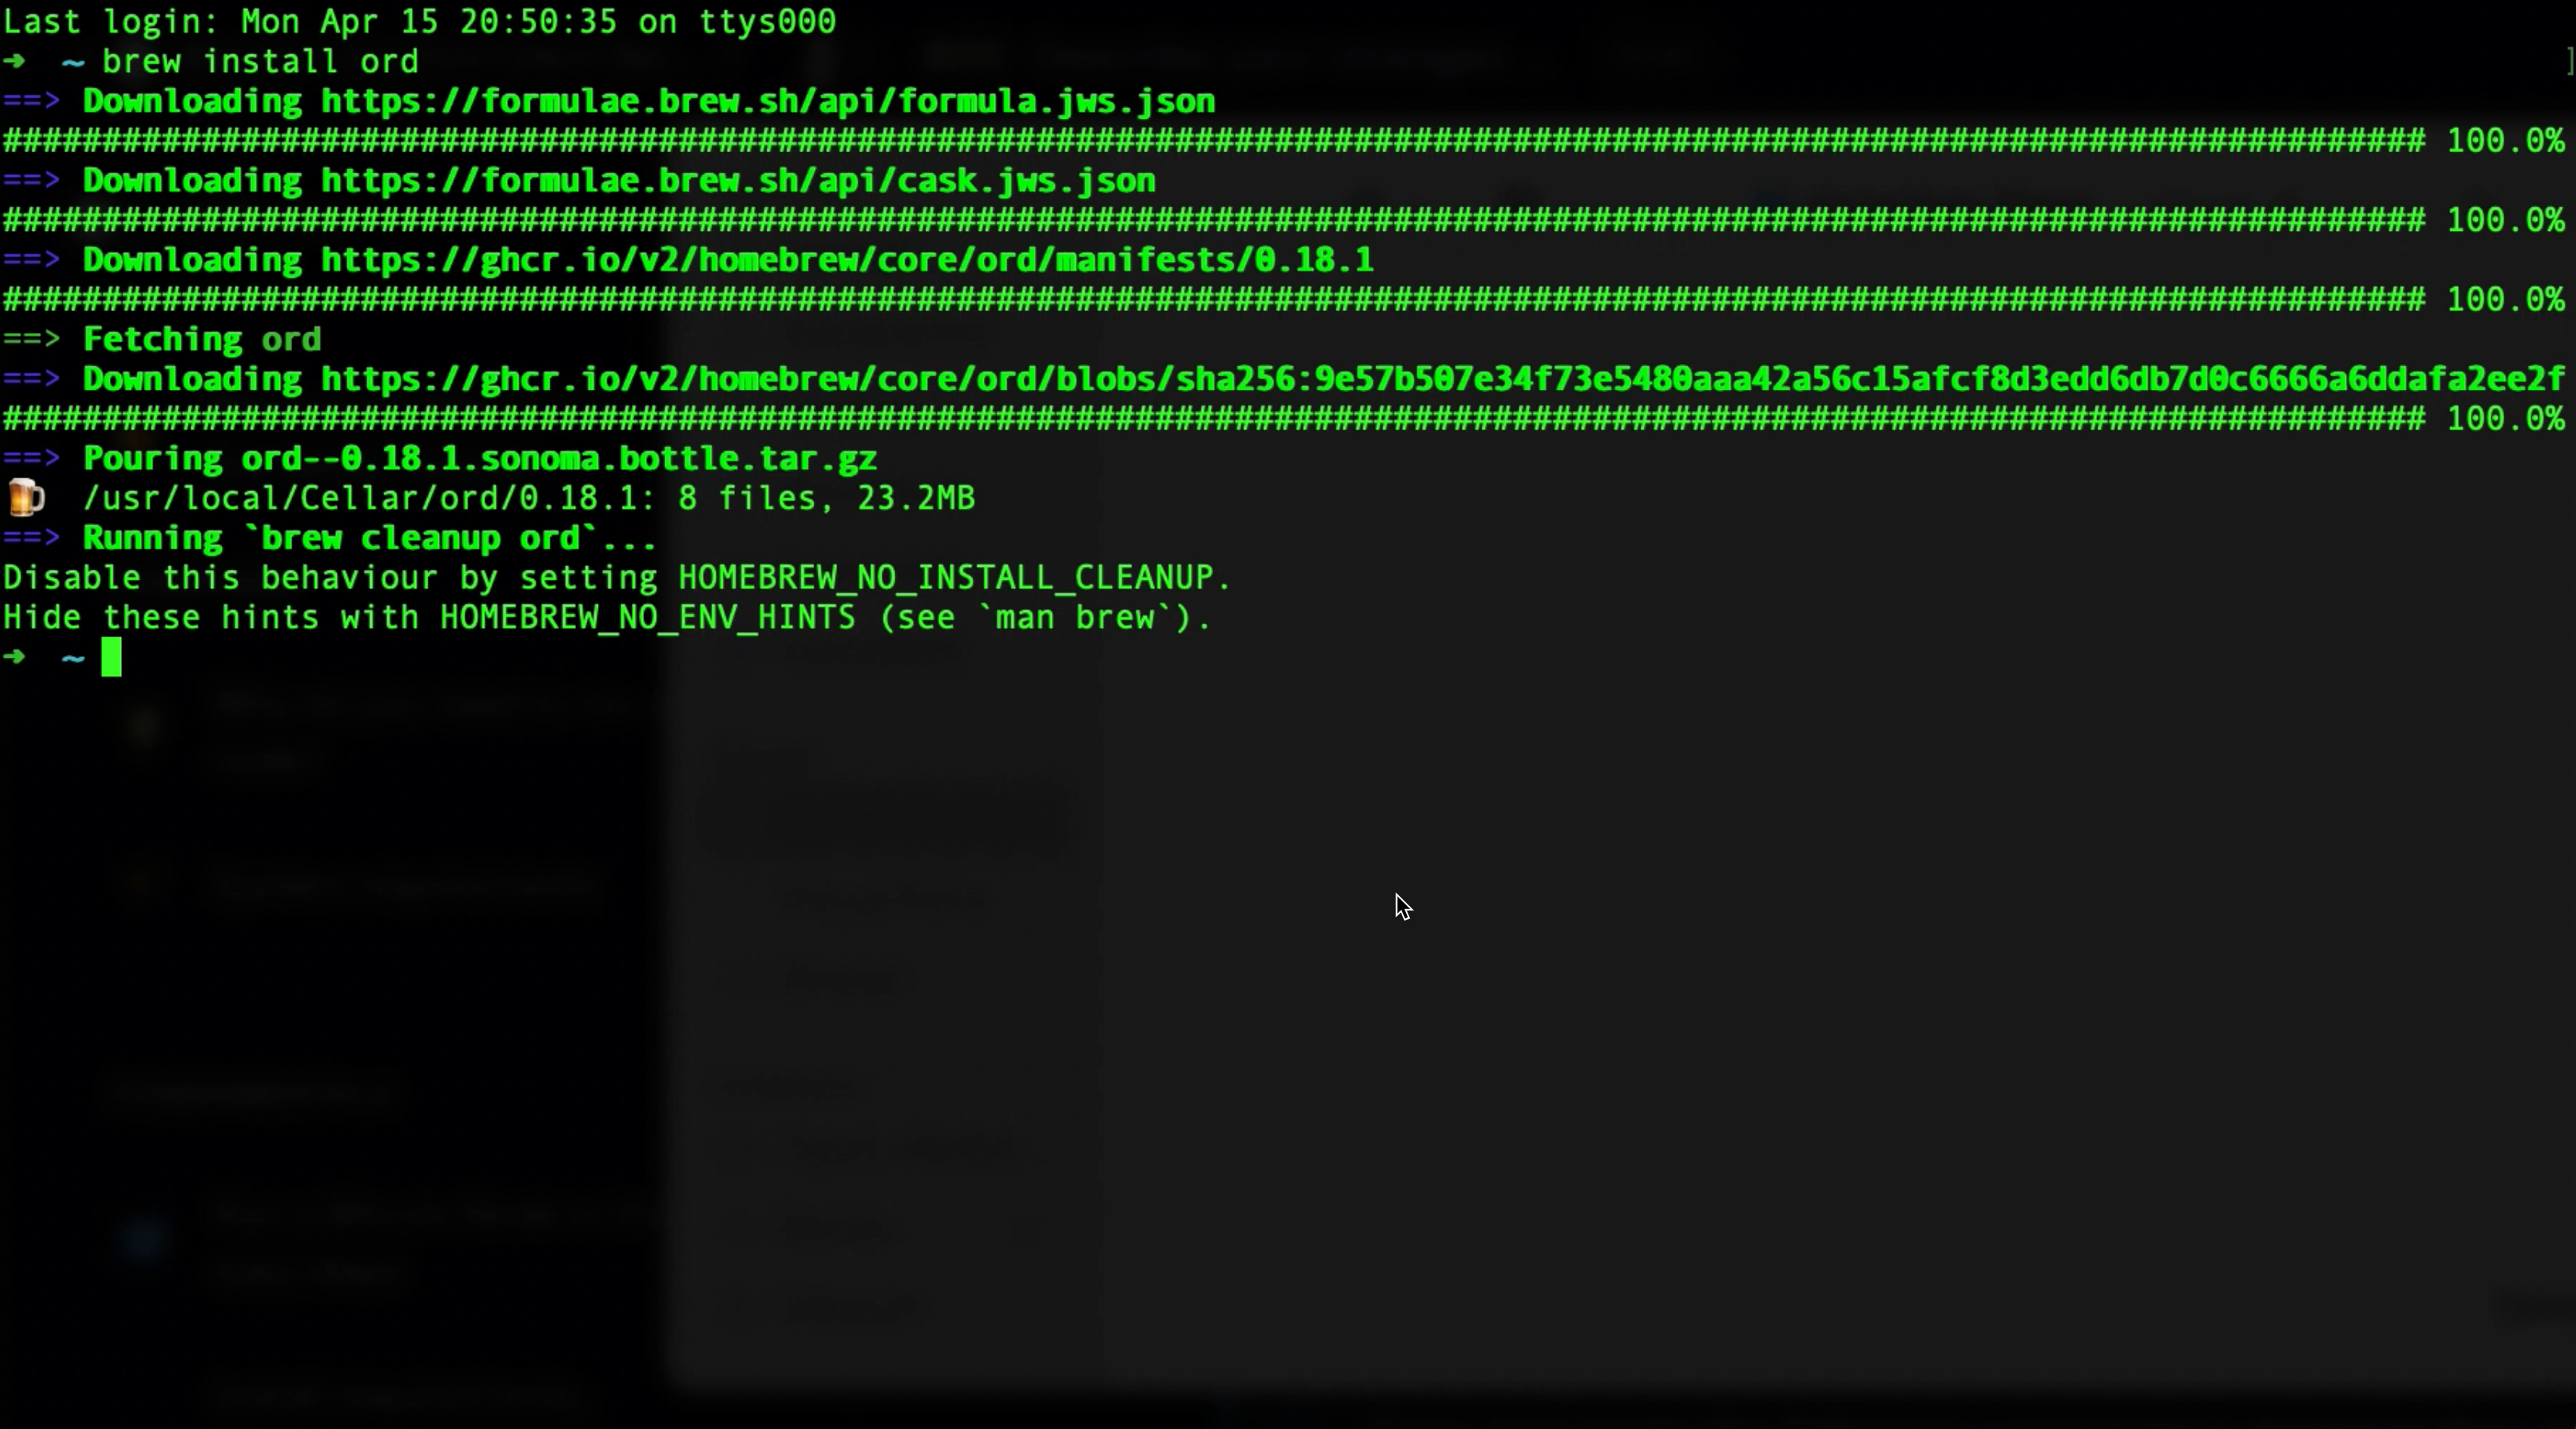 Last login: Mon Apr 15 20:50:35 on ttys000
➜  ~ brew install ord ]
==> Downloading https://formulae.brew.sh/api/formula.jws.json
########################################################################################################################## 100.0%
==> Downloading https://formulae.brew.sh/api/cask.jws.json
########################################################################################################################## 100.0%
==> Downloading https://ghcr.io/v2/homebrew/core/ord/manifests/0.18.1
########################################################################################################################## 100.0%
==> Fetching ord
==> Downloading https://ghcr.io/v2/homebrew/core/ord/blobs/sha256:9e57b507e34f73e5480aaa42a56c15afcf8d3edd6db7d0c6666a6ddafa2ee2f
########################################################################################################################## 100.0%
==> Pouring ord--0.18.1.sonoma.bottle.tar.gz
🍺  /usr/local/Cellar/ord/0.18.1: 8 files, 23.2MB
==> Running `brew cleanup ord`...
Disable this behaviour by setting HOMEBREW_NO_INSTALL_CLEANUP.
Hide these hints with HOMEBREW_NO_ENV_HINTS (see `man brew`).
➜  ~